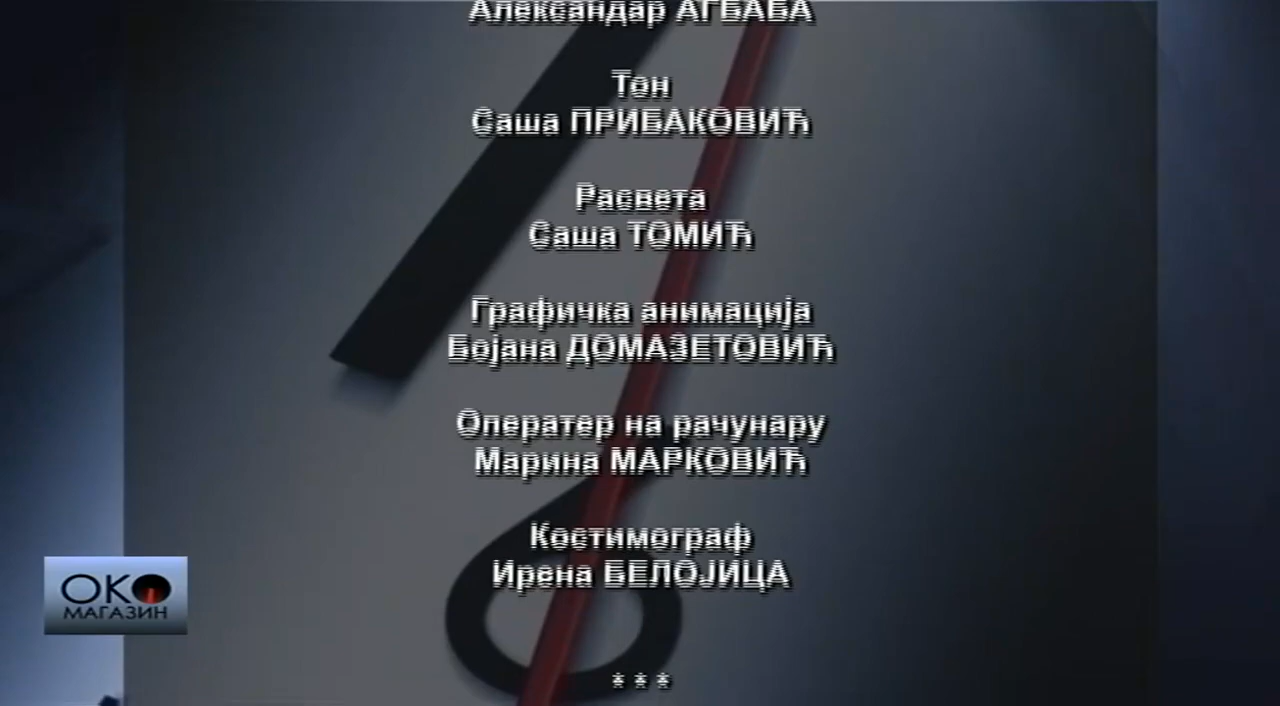 Александар АГБАБА
Тон
Саша ПРИБАКОВИЋ
Расвета
Саша ТОМИЋ
Графичка анимација
Бојана ДОМАЗЕТОВИЋ
Оператер на рачунару
Марина МАРКОВИЋ
Костимограф
Ирена БЕЛОЈИЦА
* * *
ОКО
МАГАЗИН